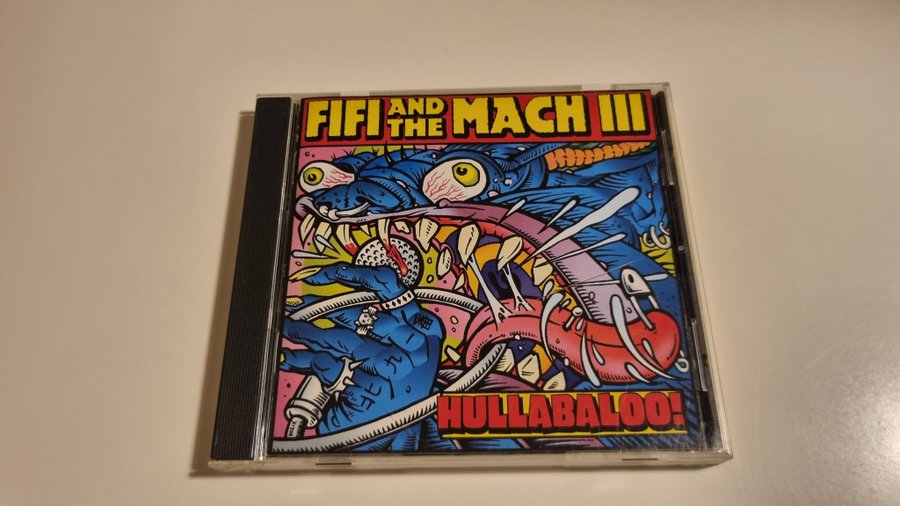 FIFI AND THE MACH III
HULLABALOO!